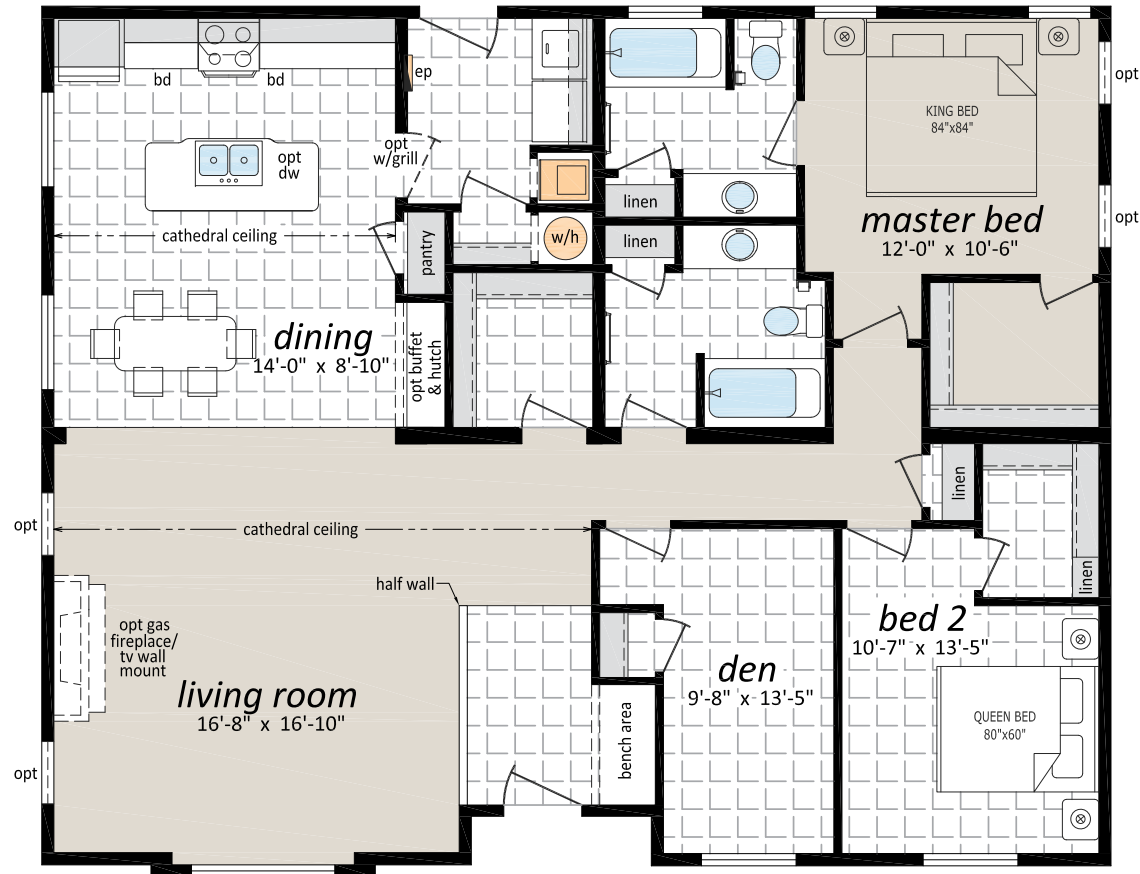 bd
bd
ep
opt
w/grill
opt
dw
linen
KING BED
84"x84"
opt
opt
master bed
12'-0" x 10'-6"
cathedral ceiling
pantry
w/h
linen
dining
14'-0" x 8'-10"
opt buffet
& hutch
opt
cathedral ceiling
linen
linen
half wall
opt gas
fireplace/
tv wall
mount
living room
16'-8" x 16'-10"
bench area
den
9'-8" x 13'-5"
bed 2
10'-7" x 13'-5"
QUEEN BED
80"x60"
opt